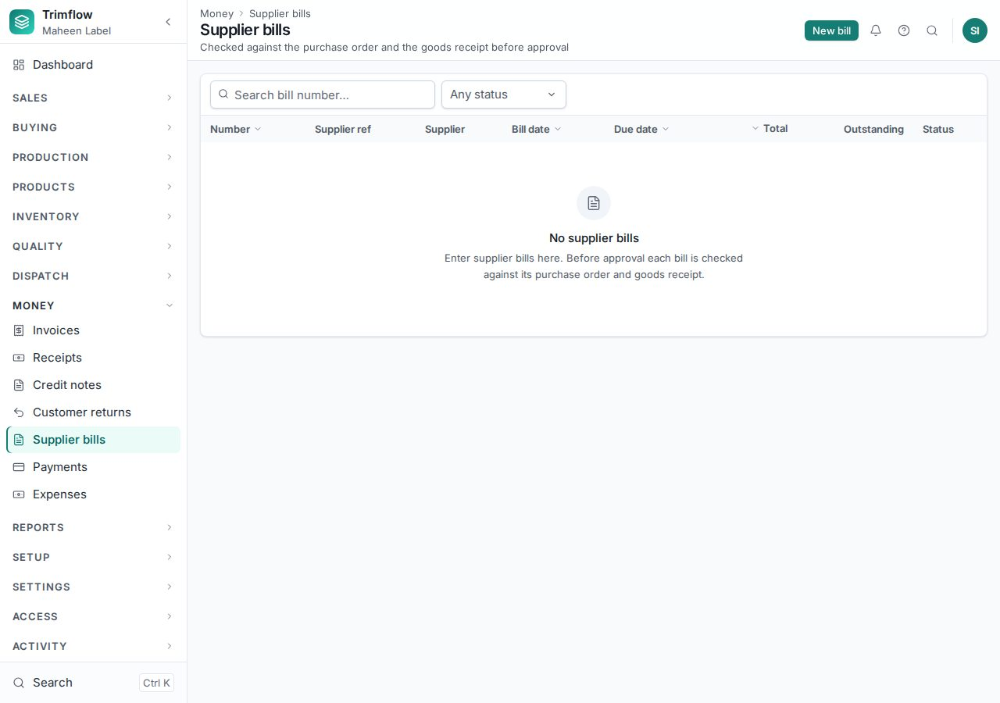 Trimflow
Maheen Label
Dashboard
SALES
BUYING
PRODUCTION
PRODUCTS
INVENTORY
QUALITY
DISPATCH
MONEY
Invoices
Receipts
Credit notes
Customer returns
Supplier bills
Payments
Expenses
REPORTS
SETUP
SETTINGS
ACCESS
ACTIVITY
Search Ctrl K
Money Supplier bills
Supplier bills
Checked against the purchase order and the goods receipt before approval
New bill
SI
Search bill number...
Any status
Number Supplier ref Supplier Bill date Due date Total Outstanding Status
No supplier bills
Enter supplier bills here. Before approval each bill is checked
against its purchase order and goods receipt.